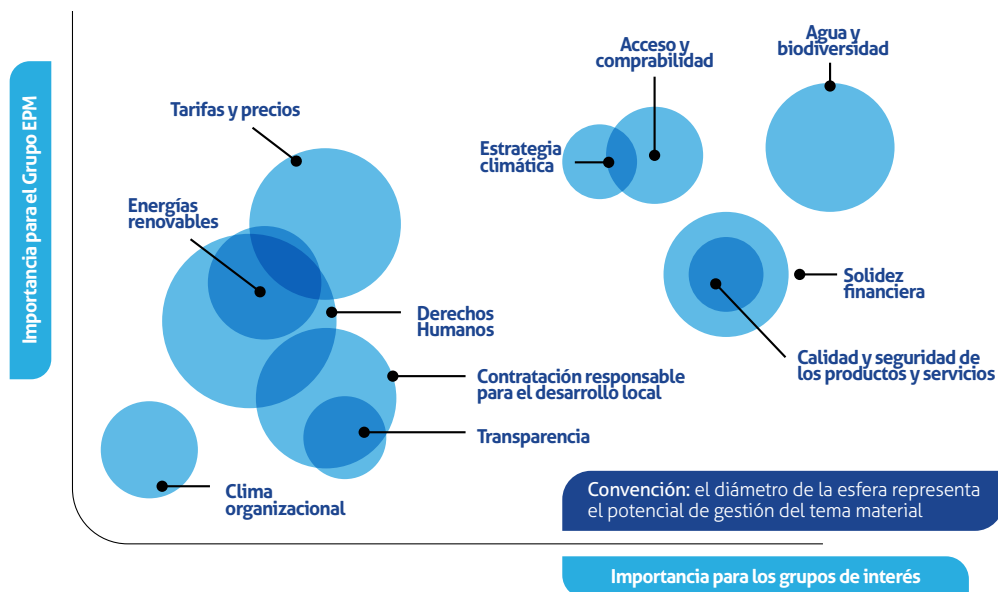 Importancia para el Grupo EPM
Agua y
biodiversidad
Acceso y
comprabilidad
Tarifas y precios
Estrategia
climática
Energías
renovables
Solidez
financiera
Derechos
Humanos
Calidad y seguridad de
los productos y servicios
Contratación responsable
para el desarrollo local
Transparencia
Clima
organizacional
Convención: el diámetro de la esfera representa
el potencial de gestión del tema material
Importancia para los grupos de interés